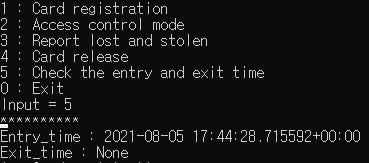 1 : Card registration
2 : Access control mode
3 : Report lost and stolen
4 : Card release
5 : Check the entry and exit time
0 : Exit
Input = 5
**********
Entry_time : 2021-08-05 17:44:28.715592+00:00
Exit_time : None